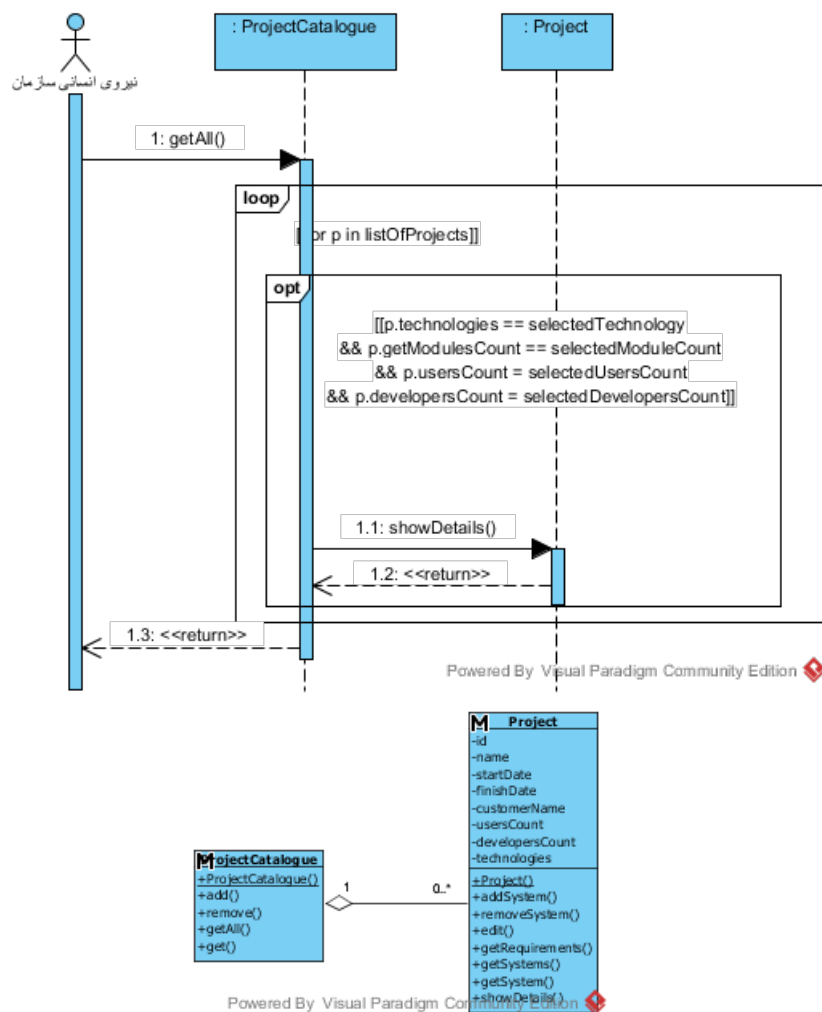 : ProjectCatalogue
: Project
نیروی انسانی سازمان
1: getAll()
loop
or p in listOfProjects]]
opt
[[p.technologies == selectedTechnology
&& p.getModulesCount == selectedModuleCount
&& p.usersCount = selectedUsersCount
&& p.developersCount = selectedDevelopersCount]]
1.1: showDetails()
1.2: <<return>>
1.3: <<return>>
Powered By Visual Paradigm Community Edition
M Project
-id
-name
-startDate
-finishDate
-customerName
-usersCount
-developersCount
-technologies
+Project()
+addSystem()
+removeSystem()
+edit()
+getRequirements()
+getSystems()
+getSystem()
+showDetails()
M ProjectCatalogue
+ProjectCatalogue()
+add()
+remove()
+getAll()
+get()
1
0..*
Powered By Visual Paradigm Community Edition